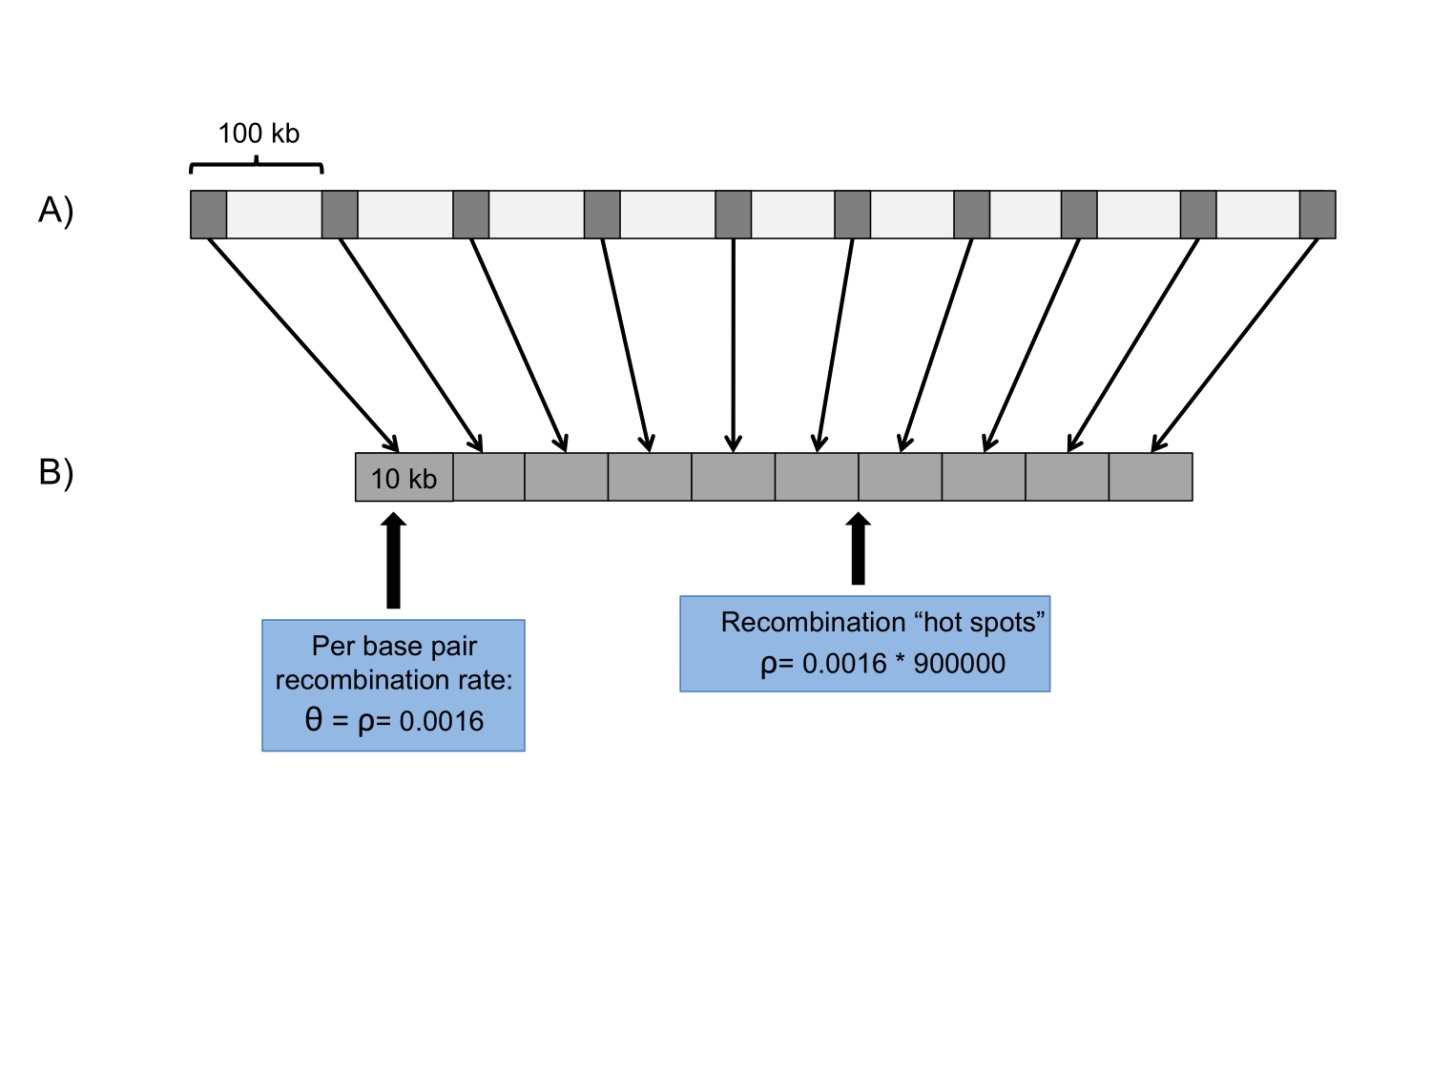 100 kb
A)
B)
10 kb
Per base pair
recombination rate:
θ = ρ= 0.0016
Recombination “hot spots”
ρ= 0.0016 * 900000